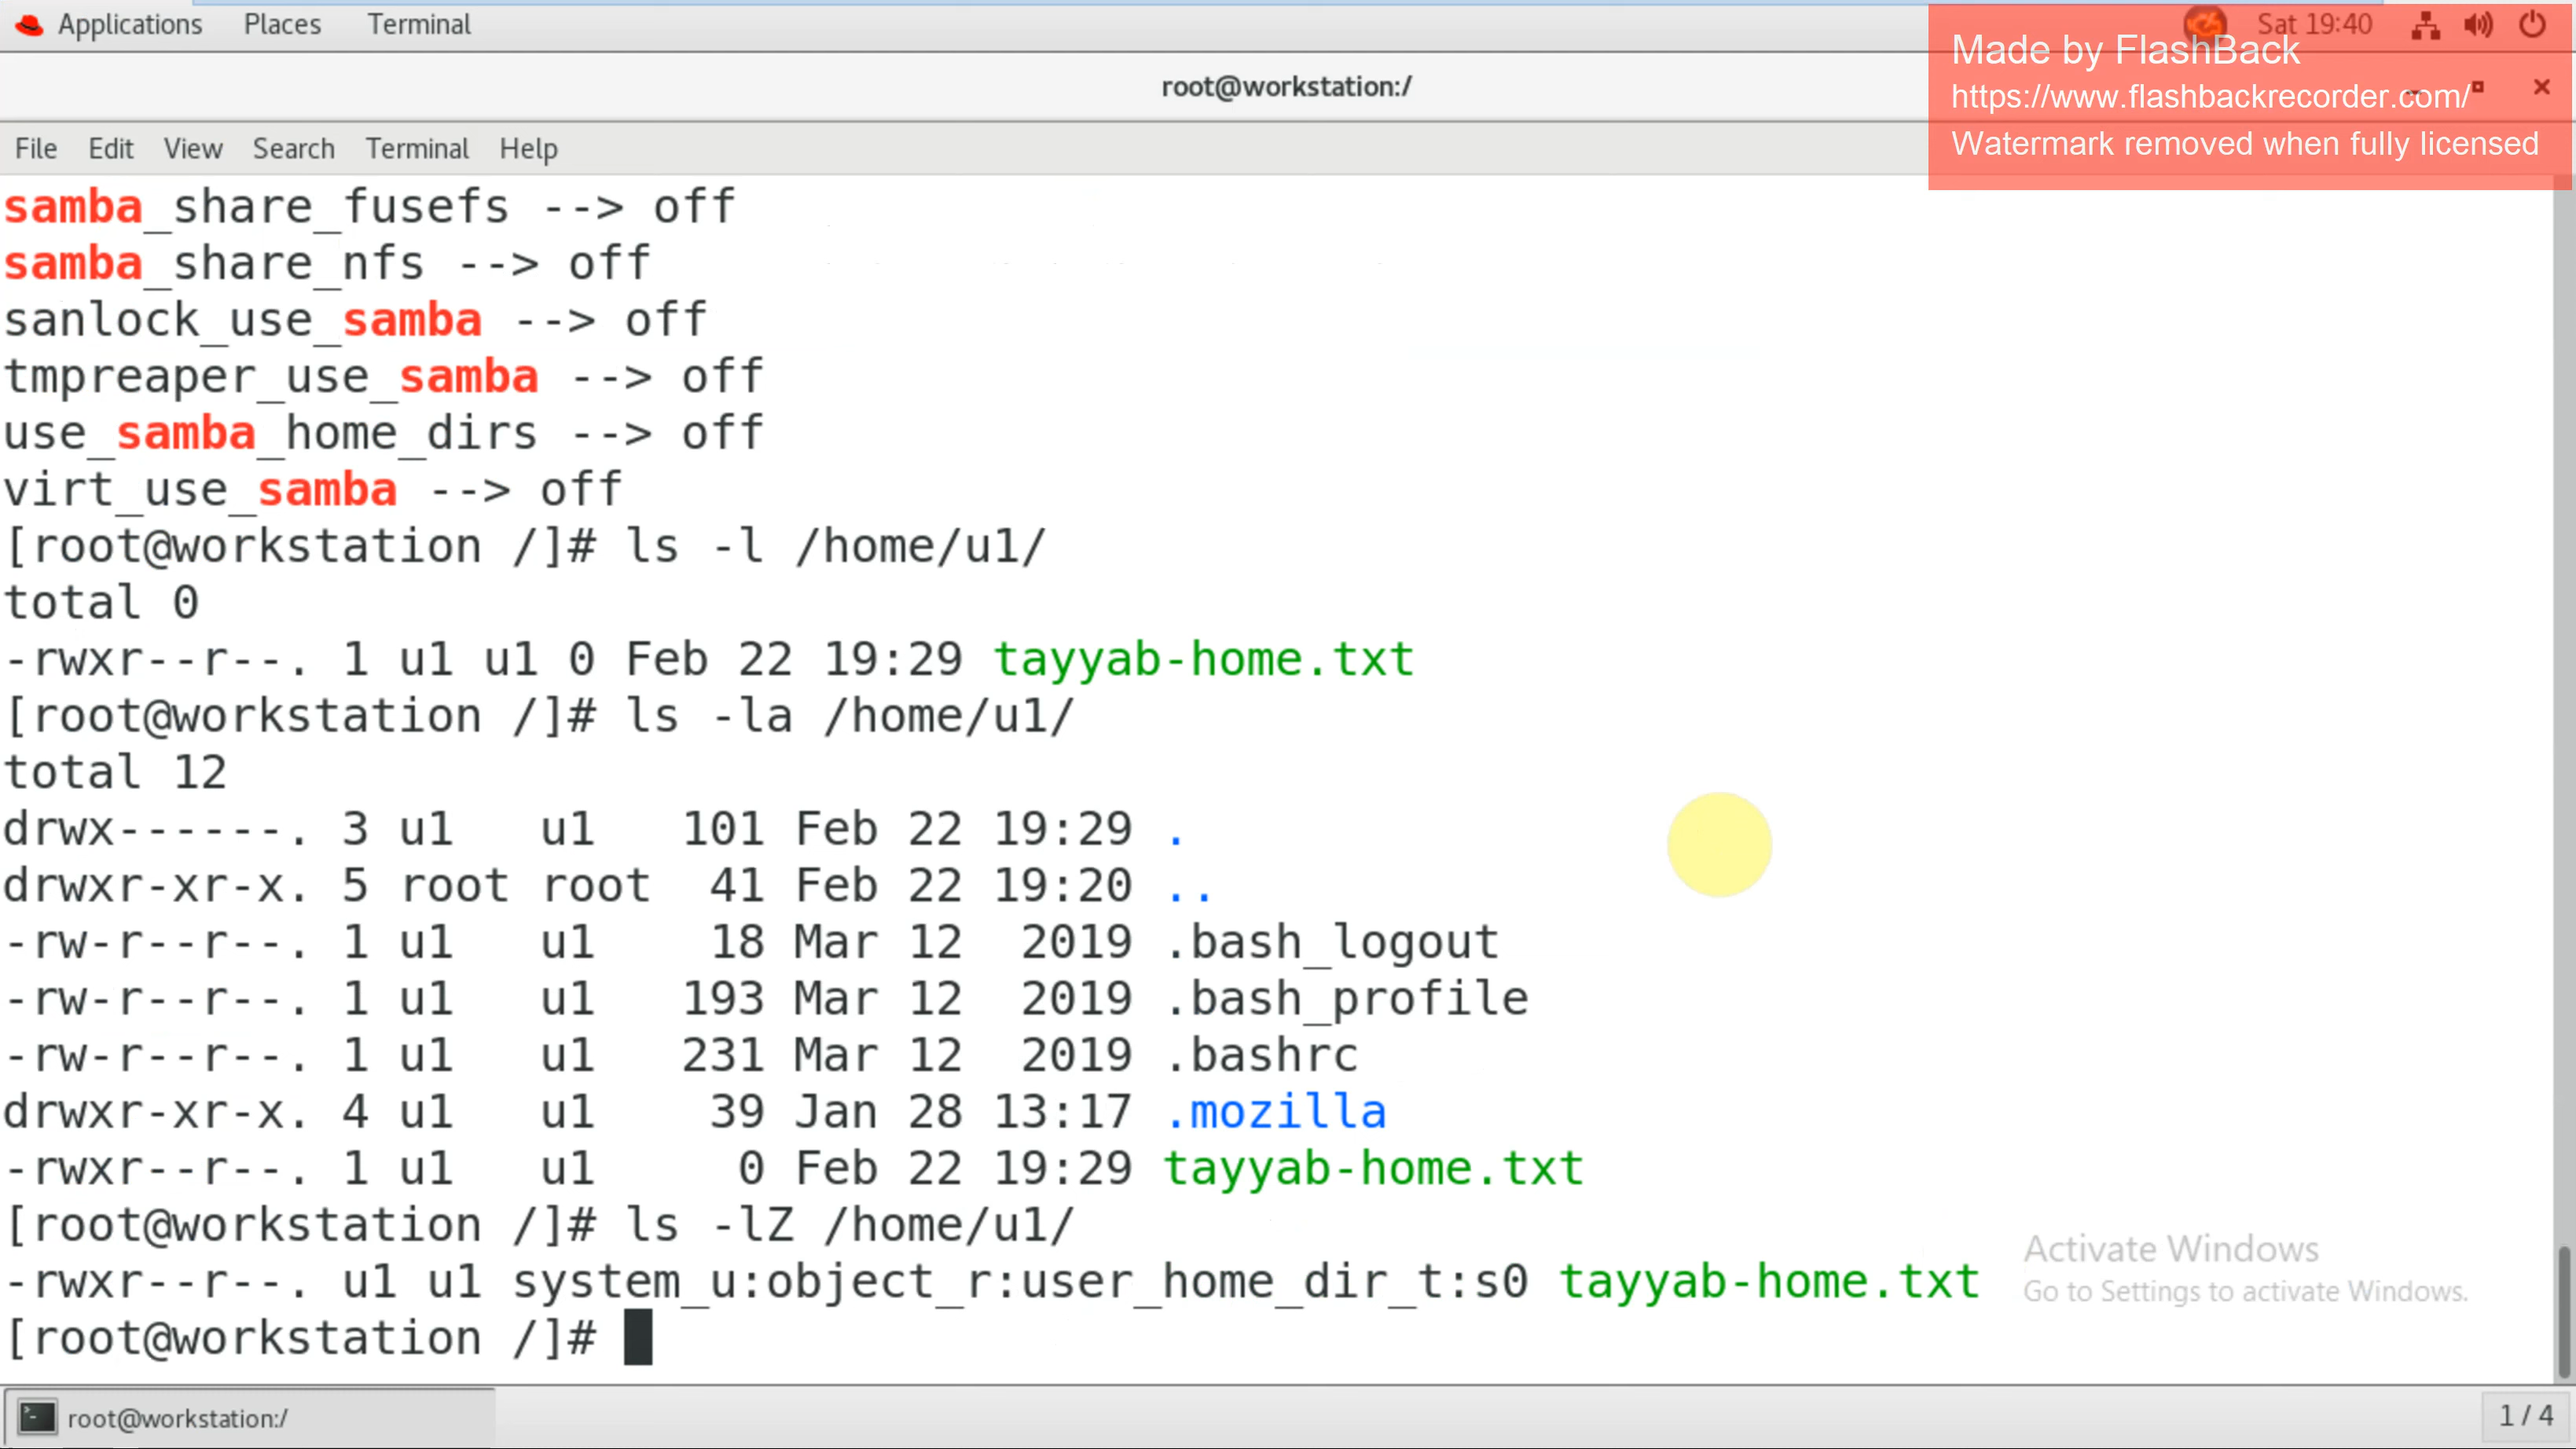 Applications Places Terminal Sat 19:40
Made by FlashBack
https://www.flashbackrecorder.com/
Watermark removed when fully licensed
root@workstation:/
File Edit View Search Terminal Help
samba_share_fusefs --> off
samba_share_nfs --> off
sanlock_use_samba --> off
tmpreaper_use_samba --> off
use_samba_home_dirs --> off
virt_use_samba --> off
[root@workstation /]# ls -l /home/u1/
total 0
-rwxr--r--. 1 u1 u1 0 Feb 22 19:29 tayyab-home.txt
[root@workstation /]# ls -la /home/u1/
total 12
drwx------. 3 u1   u1   101 Feb 22 19:29 .
drwxr-xr-x. 5 root root  41 Feb 22 19:20 ..
-rw-r--r--. 1 u1   u1    18 Mar 12  2019 .bash_logout
-rw-r--r--. 1 u1   u1   193 Mar 12  2019 .bash_profile
-rw-r--r--. 1 u1   u1   231 Mar 12  2019 .bashrc
drwxr-xr-x. 4 u1   u1    39 Jan 28 13:17 .mozilla
-rwxr--r--. 1 u1   u1     0 Feb 22 19:29 tayyab-home.txt
[root@workstation /]# ls -lZ /home/u1/
-rwxr--r--. u1 u1 system_u:object_r:user_home_dir_t:s0 tayyab-home.txt
[root@workstation /]#
Activate Windows
Go to Settings to activate Windows.
root@workstation:/
1 / 4